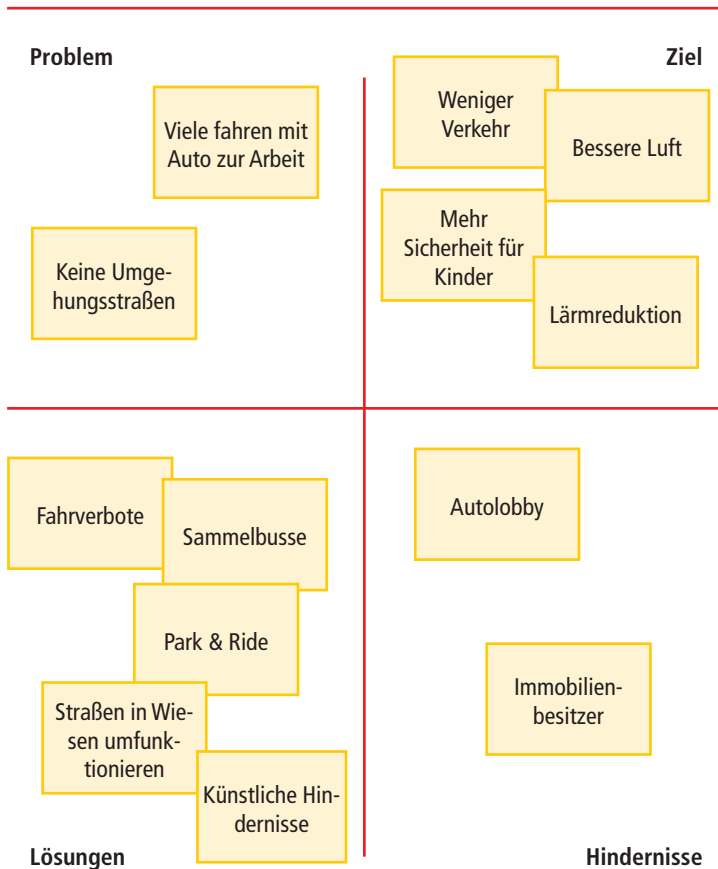 Problem
Viele fahren mit
Auto zur Arbeit
Keine Umge-
hungsstraßen
Ziel
Weniger
Verkehr
Bessere Luft
Mehr
Sicherheit für
Kinder
Lärmreduktion
Fahrverbote
Sammelbusse
Park & Ride
Straßen in Wie-
sen umfunk-
tionieren
Künstliche Hin-
dernisse
Lösungen
Autolobby
Immobilien-
besitzer
Hindernisse